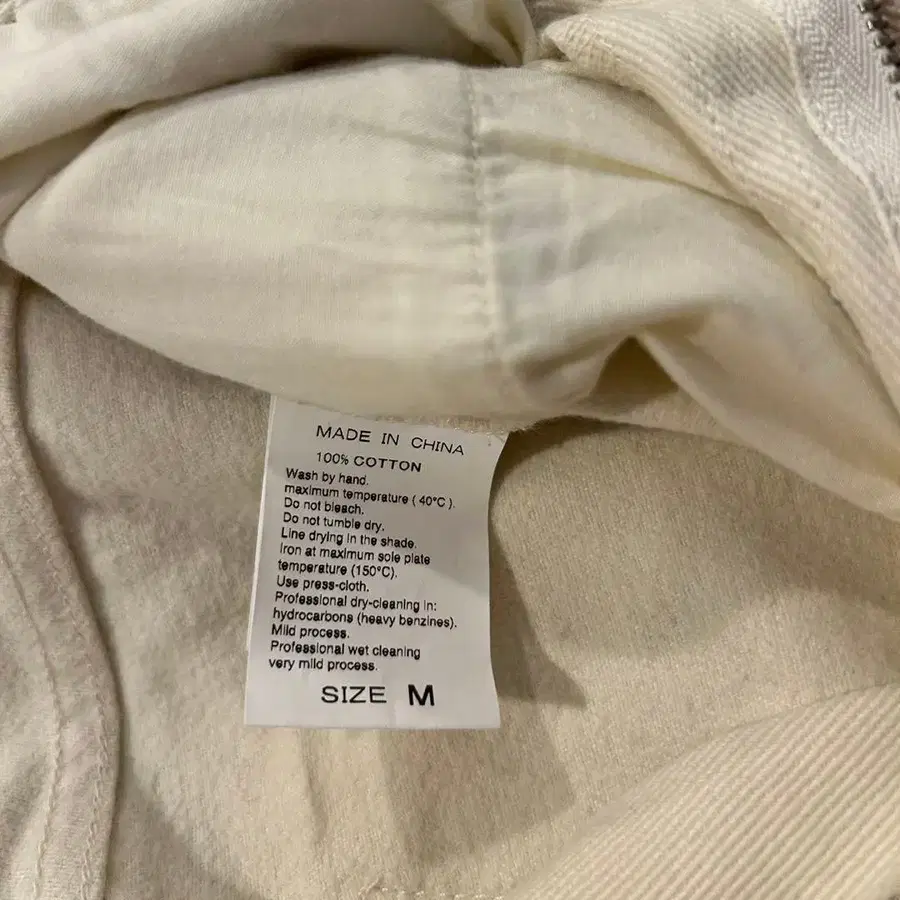 MADE IN CHINA
100% COTTON
Wash by hand.
maximum temperature ( 40°C ).
Do not bleach.
Do not tumble dry.
Line drying in the shade.
Iron at maximum sole plate
temperature (150°C).
Use press-cloth.
Professional dry-cleaning in:
hydrocarbons (heavy benzines).
Mild process.
Professional wet cleaning
very mild process.
SIZE M